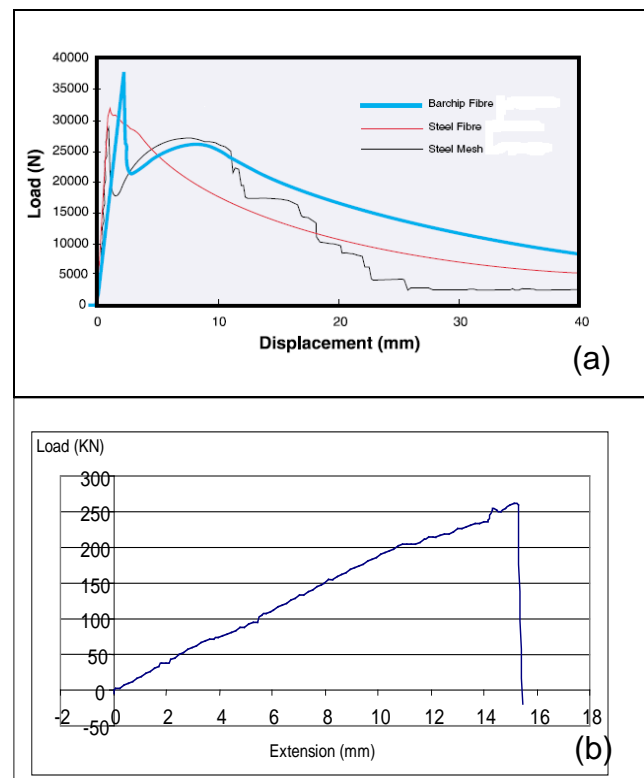 40000
35000
30000
25000
20000
15000
10000
5000
0
Load (N)
Barchip Fibre
Steel Fibre
Steel Mesh
0 10 20 30 40
Displacement (mm)
(a)
Load (KN)
300
250
200
150
100
50
0
-50
-2 0 2 4 6 8 10 12 14 16 18
Extension (mm)
(b)